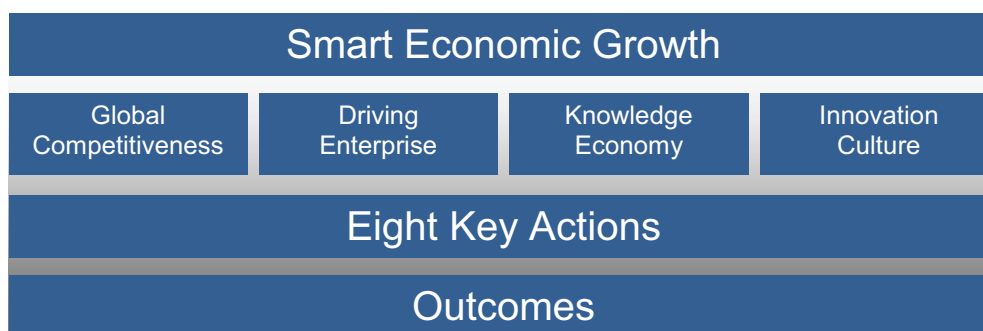 Smart Economic Growth
Global
Competitiveness
Driving
Enterprise
Knowledge
Economy
Innovation
Culture
Eight Key Actions
Outcomes